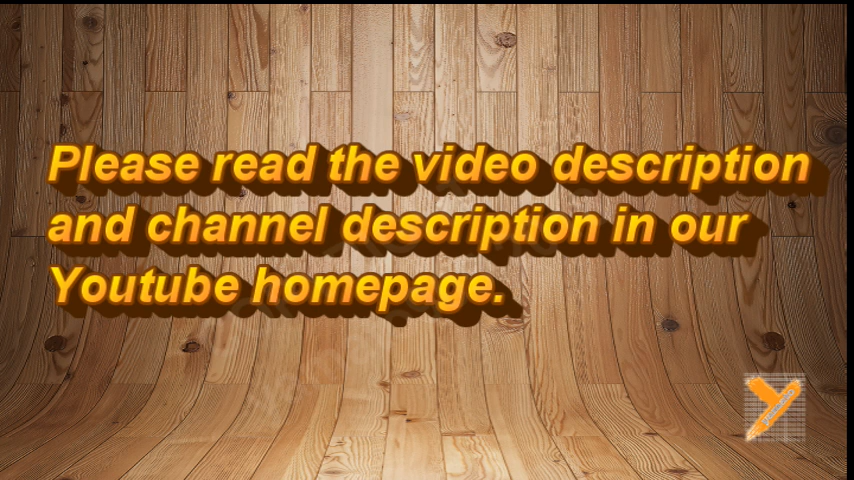 Please read the video description
and channel description in our
Youtube homepage.